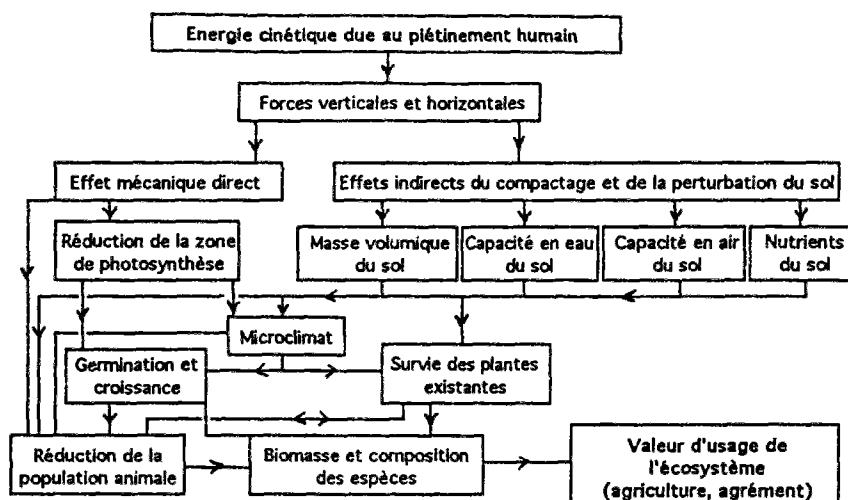 Energie cinétique due au piétinement humain
Forces verticales et horizontales
Effet mécanique direct
Effets indirects du compactage et de la perturbation du sol
Réduction de la zone
de photosynthèse
Masse volumique
du sol
Capacité en eau
du sol
Capacité en air
du sol
Nutrients
du sol
Microclimat
Germination et
croissance
Survie des plantes
existantes
Réduction de la
population animale
Biomasse et composition
des espèces
Valeur d'usage de
l'écosystème
(agriculture, agrément)